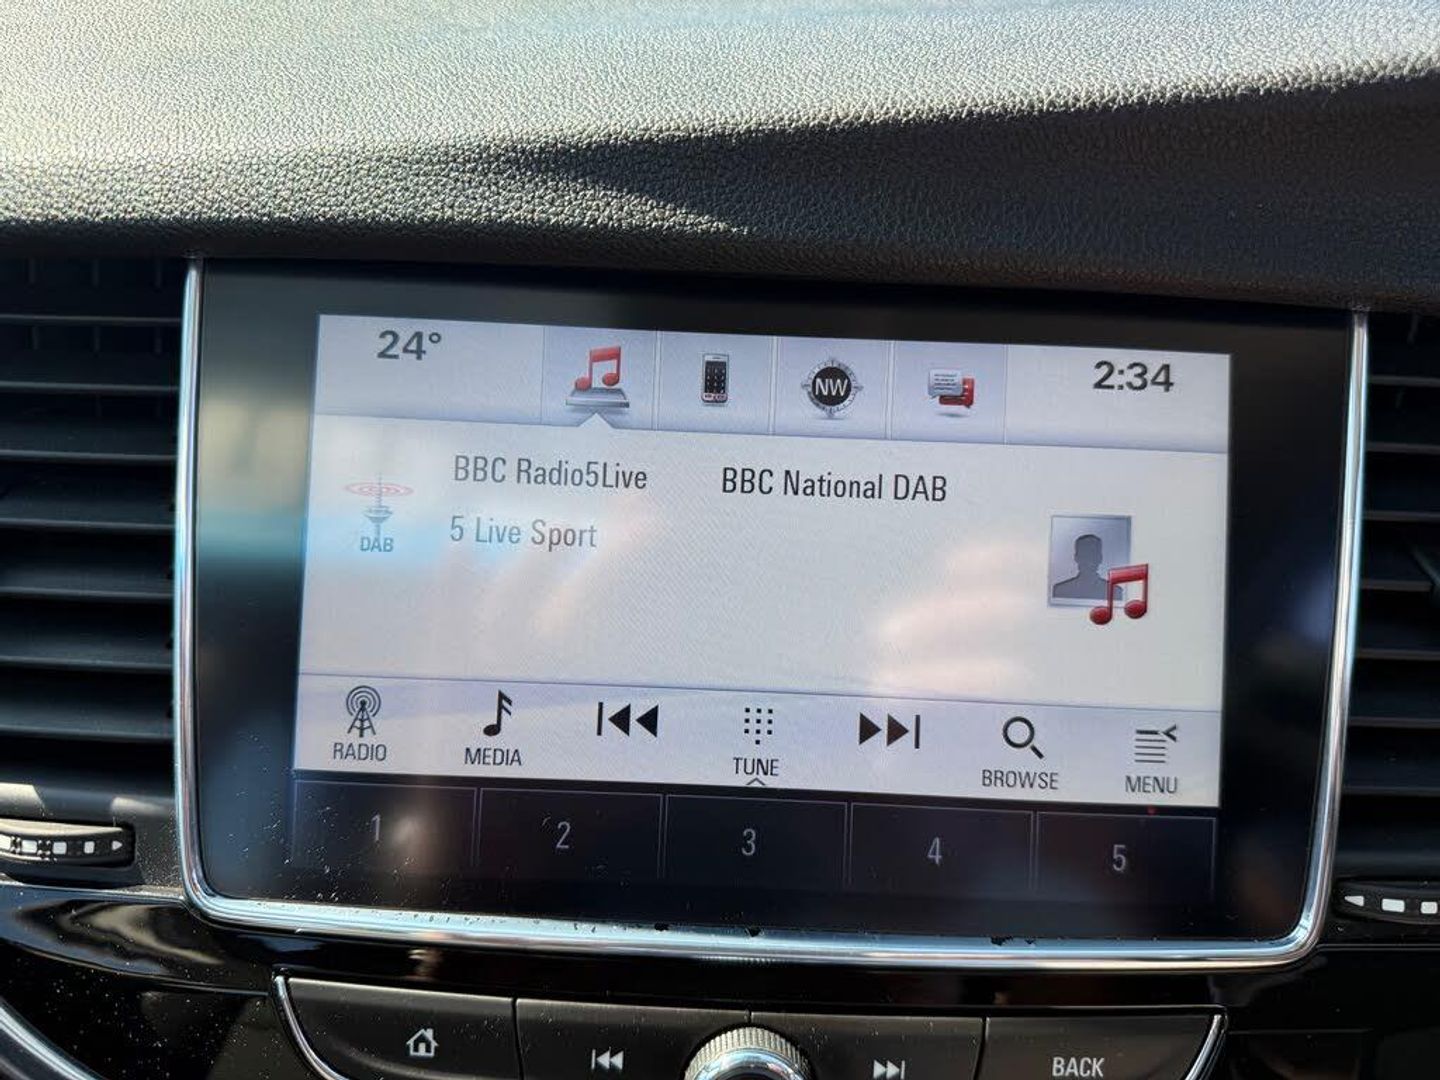 24°
NW
2:34
BBC Radio5Live BBC National DAB
5 Live Sport
DAB
RADIO
MEDIA
TUNE
BROWSE
MENU
1 2 3 4 5
BACK